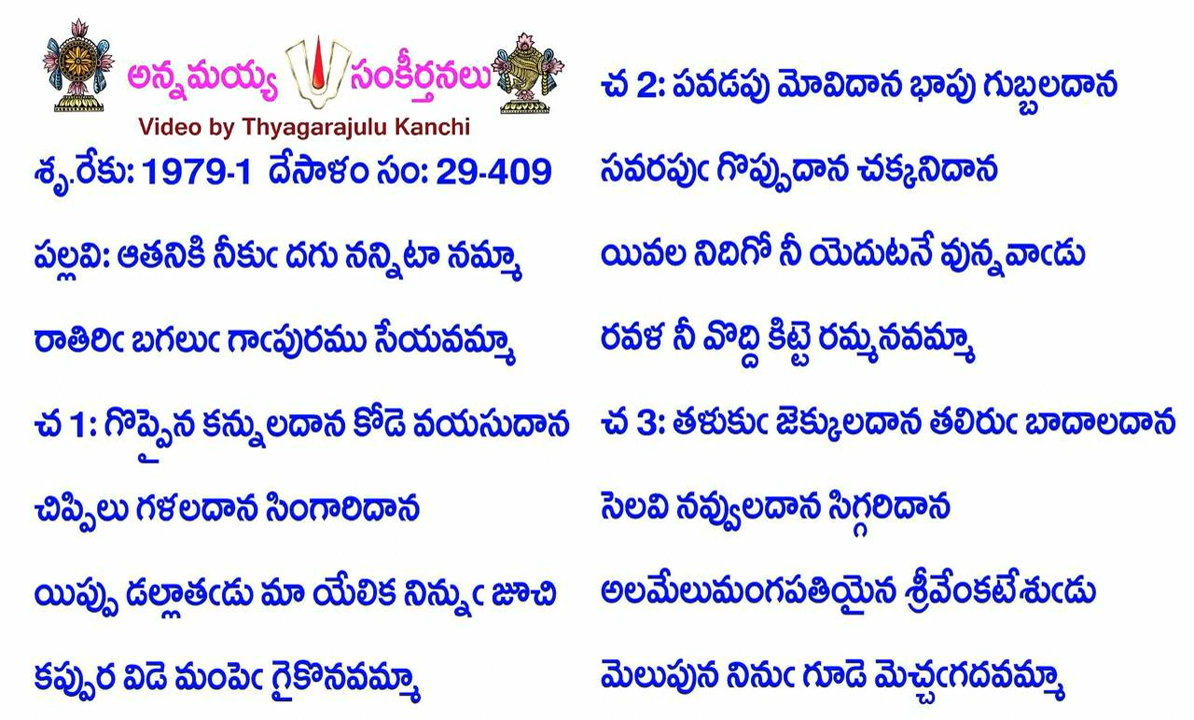 అన్నమయ్య సంకీర్తనలు
Video by Thyagarajulu Kanchi
శృ.రేకు: 1979-1 దేసాళం సం: 29-409
పల్లవి: ఆతనికి నీకుఁ దగు నన్నిటా నమ్మా
రాతిరిఁ బగలుఁ గాఁపురము సేయవమ్మా
చ 1: గొప్పైన కన్నులదాన కోడె వయసుదాన
చిప్పిలు గళలదాన సింగారిదాన
యిప్పు డల్లాతఁడు మా యేలిక నిన్నుఁ జూచి
కప్పుర విడె మంపెఁ గైకొనవమ్మా
చ 2: పవడపు మోవిదాన భాపు గుబ్బలదాన
సవరపుఁ గొప్పుదాన చక్కనిదాన
యివల నిదిగో నీ యెదుటనే వున్నవాఁడు
రవళ నీ వొద్ది కిట్టె రమ్మనవమ్మా
చ 3: తళుకుఁ జెక్కులదాన తలిరుఁ బాదాలదాన
సెలవి నవ్వులదాన సిగ్గరిదాన
అలమేలుమంగపతియైన శ్రీవేంకటేశుఁడు
మెలుపున నినుఁ గూడె మెచ్చఁగదవమ్మా